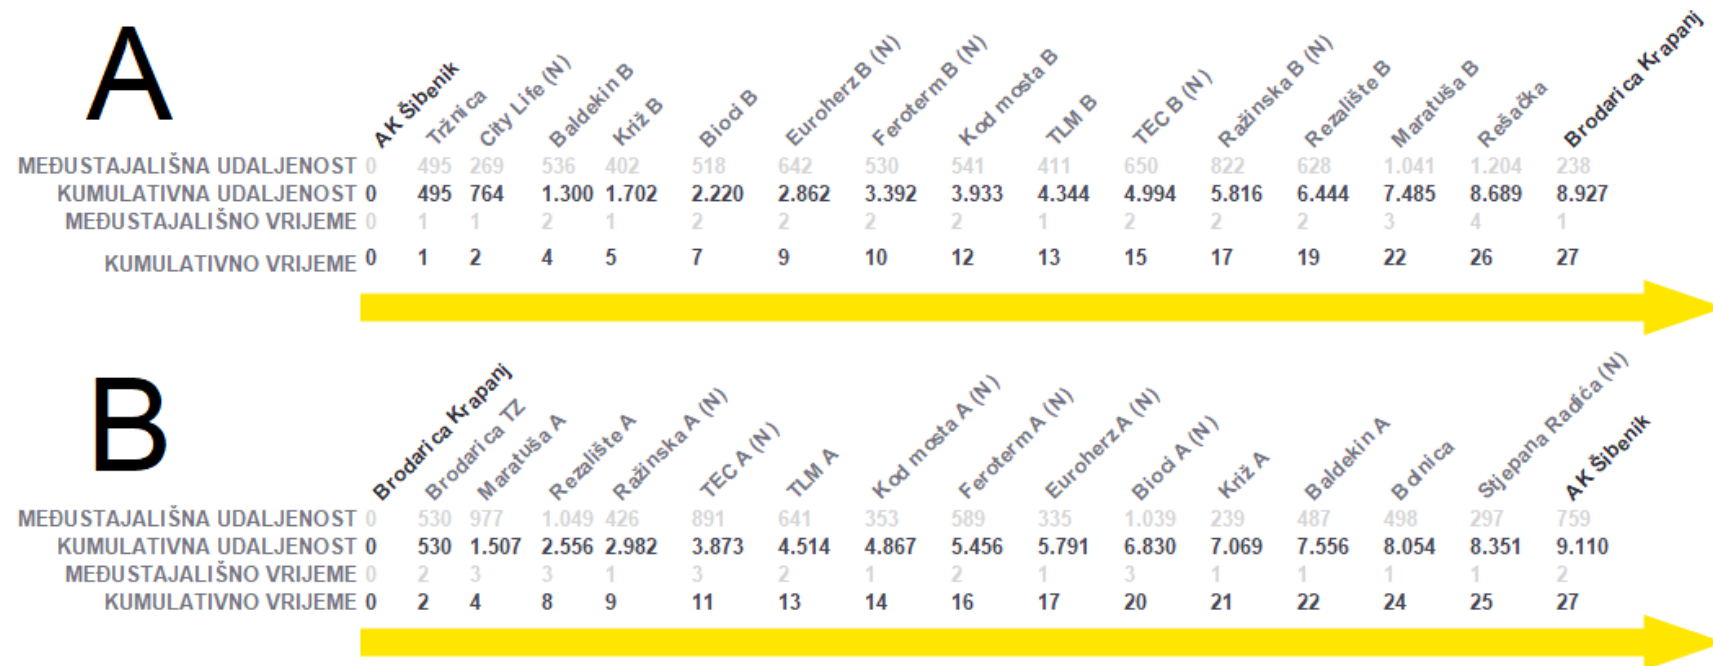 A
AK Šibenik Tržnica City Life (N) Baldekin B Križ B Bioci B Euroherz B (N) Feroterm B (N) Kod mosta B TLM B TEC B (N) Ražinska B (N) Rezalište B Maratuša B Rešačka Brodarica Krapanj
MEĐUSTAJALIŠNA UDALJENOST 0 495 269 536 402 518 642 530 541 411 650 822 628 1.041 1.204 238
KUMULATIVNA UDALJENOST 0 495 764 1.300 1.702 2.220 2.862 3.392 3.933 4.344 4.994 5.816 6.444 7.485 8.689 8.927
MEĐUSTAJALIŠNO VRIJEME 0 1 1 2 1 2 2 2 2 1 2 2 2 3 4 1
KUMULATIVNO VRIJEME 0 1 2 4 5 7 9 10 12 13 15 17 19 22 26 27
B
Brodarica Krapanj Brodarica TZ Maratuša A Rezalište A Ražinska A (N) TEC A (N) TLM A Kod mosta A (N) Feroterm A (N) Euroherz A (N) Bioci A (N) Križ A Baldekin A Bolnica Stjepana Radića (N) AK Šibenik
MEĐUSTAJALIŠNA UDALJENOST 0 530 977 1.049 426 891 641 353 589 335 1.039 239 487 498 297 759
KUMULATIVNA UDALJENOST 0 530 1.507 2.556 2.982 3.873 4.514 4.867 5.456 5.791 6.830 7.069 7.556 8.054 8.351 9.110
MEĐUSTAJALIŠNO VRIJEME 0 2 3 3 1 3 2 1 2 1 3 1 1 1 1 2
KUMULATIVNO VRIJEME 0 2 4 8 9 11 13 14 16 17 20 21 22 24 25 27